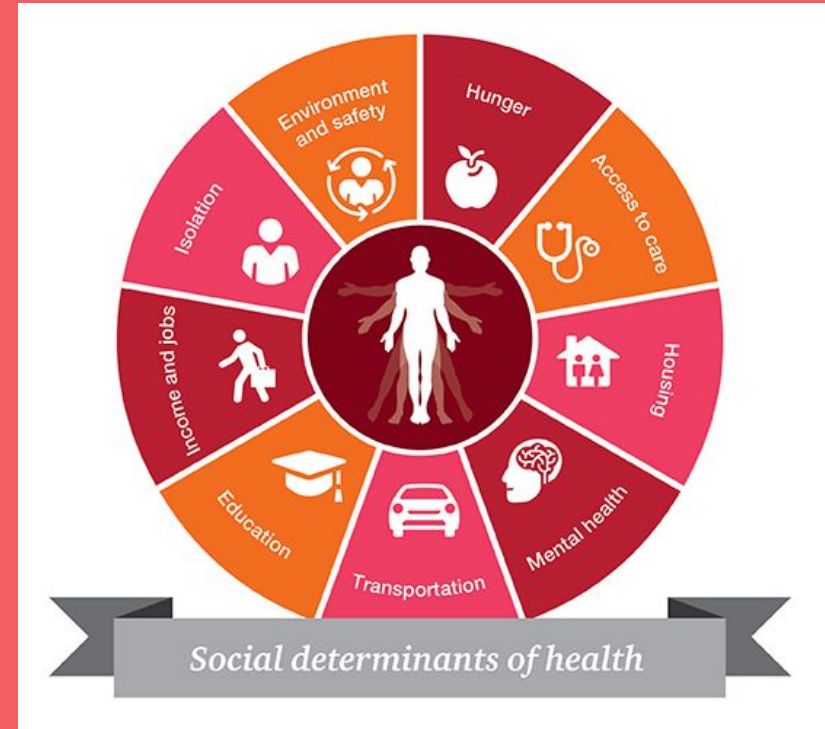 Environment
and safety
Hunger
Access to care
Housing
Mental health
Transportation
Education
Income and jobs
Isolation
Social determinants of health